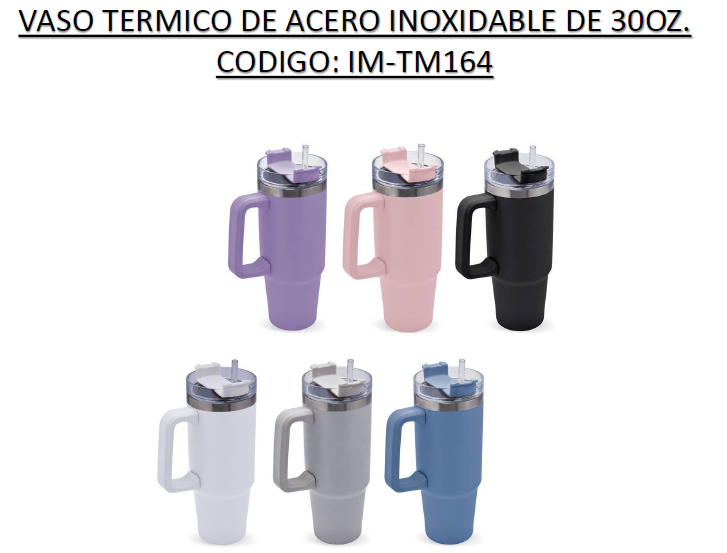 VASO TERMICO DE ACERO INOXIDABLE DE 30OZ.
CODIGO: IM-TM164